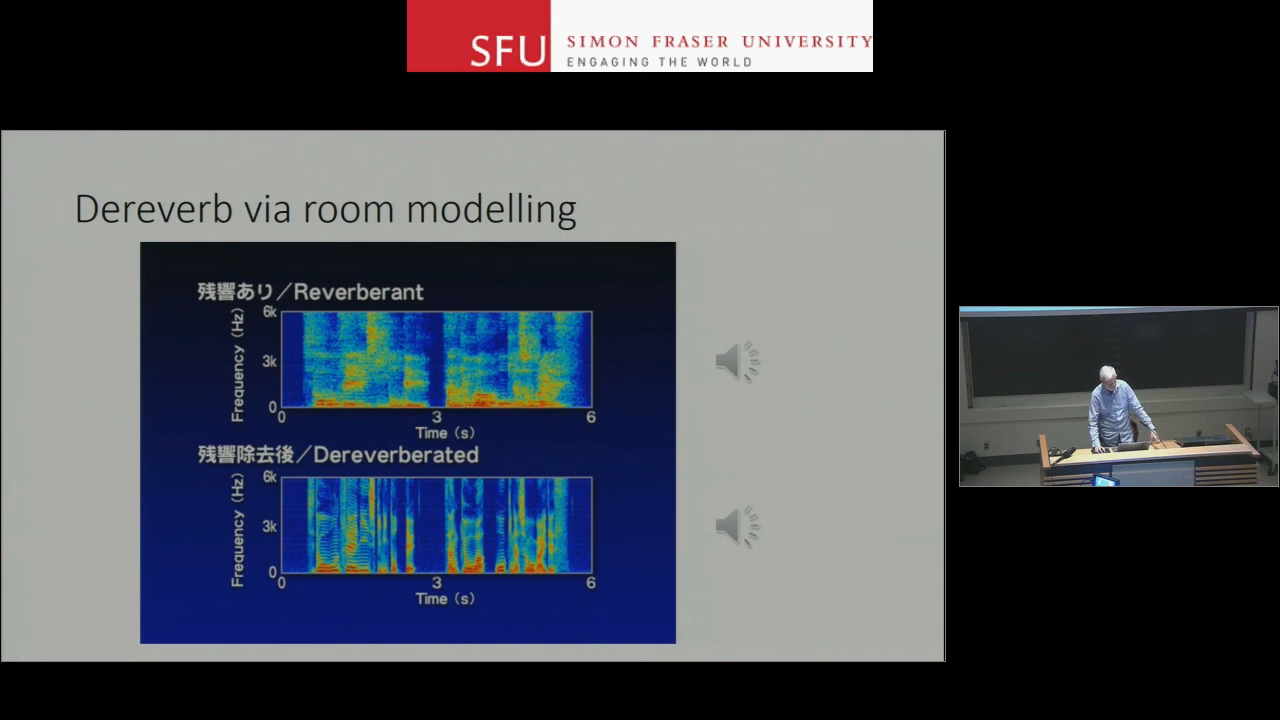 SFU SIMON FRASER UNIVERSITY
ENGAGING THE WORLD
Dereverb via room modelling
残響あり／Reverberant
Frequency (Hz)
6k
3k
0
0 3 6
Time (s)
残響除去後／Dereverberated
Frequency (Hz)
6k
3k
0
0 3 6
Time (s)